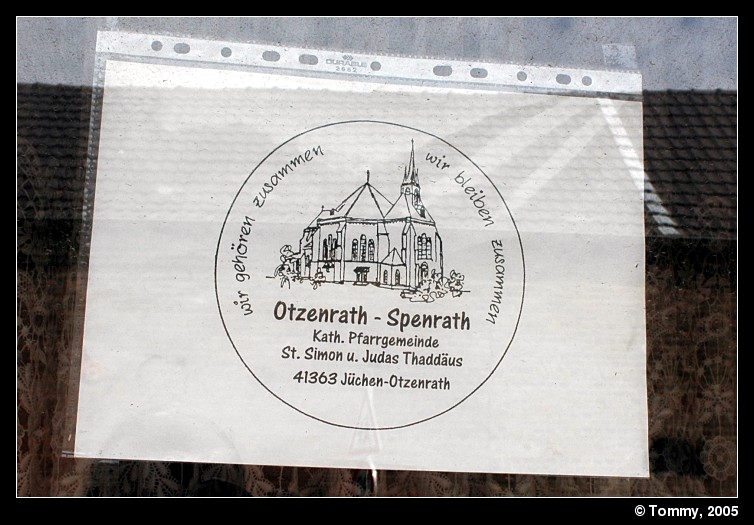 DURABLE
wir gehören zusammen
wir bleiben zusammen
Otzenrath - Spenrath
Kath. Pfarrgemeinde
St. Simon u. Judas Thaddäus
41363 Jüchen-Otzenrath
© Tommy, 2005